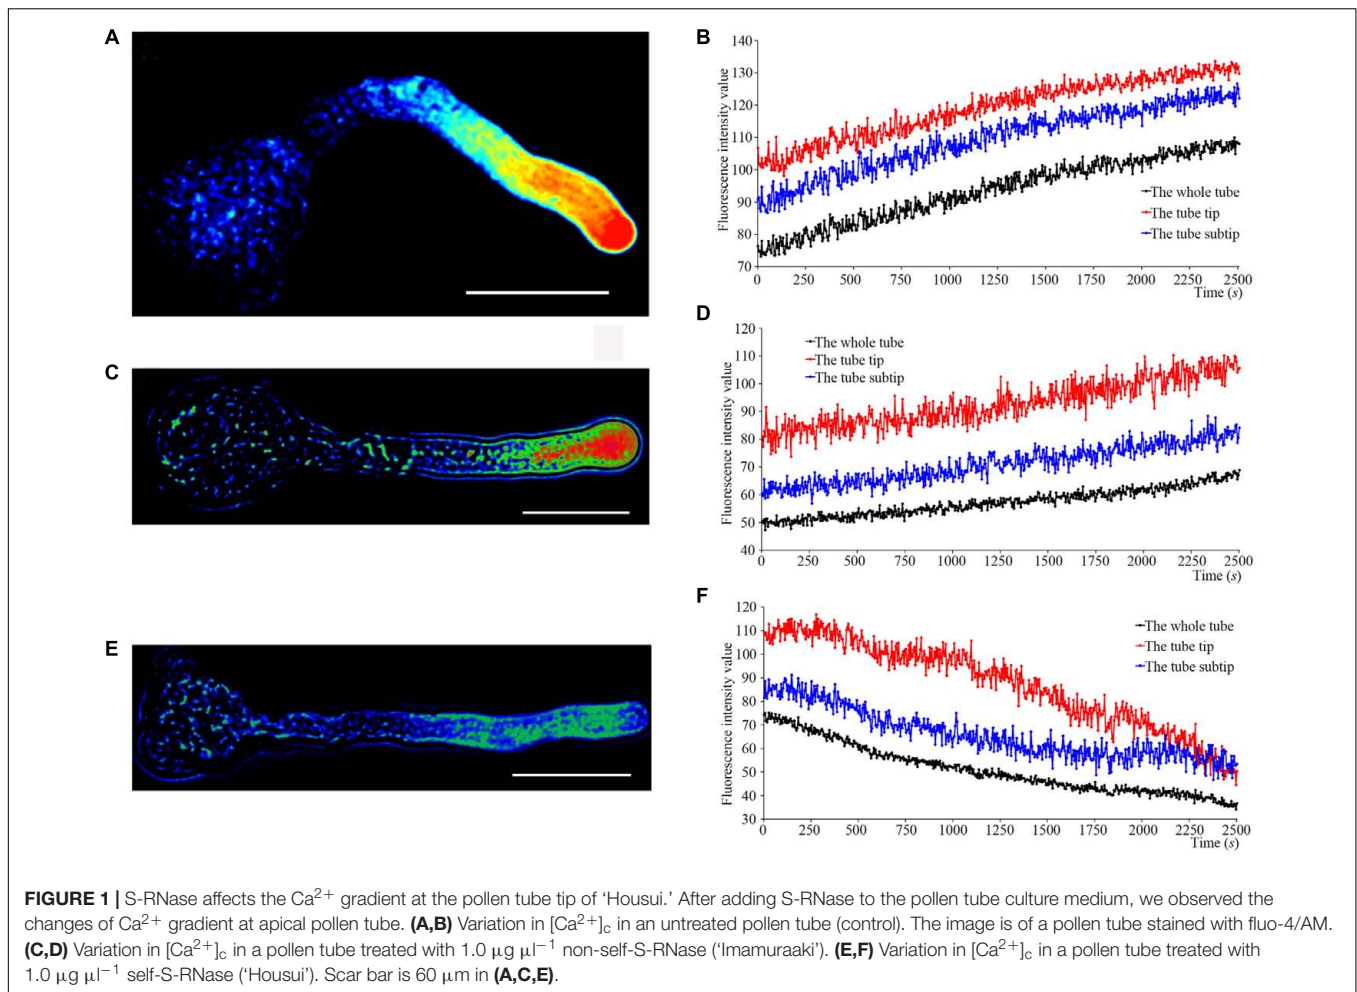 A
B
Fluorescence intensity value
140
130
120
110
100
90
80
70
The whole tube
The tube tip
The tube subtip
0 250 500 750 1000 1250 1500 1750 2000 2250 2500
Time (s)
C
D
Fluorescence intensity value
120
110
100
90
80
70
60
50
40
The whole tube
The tube tip
The tube subtip
0 250 500 750 1000 1250 1500 1750 2000 2250 2500
Time (s)
E
F
Fluorescence intensity value
120
110
100
90
80
70
60
50
40
30
The whole tube
The tube tip
The tube subtip
0 250 500 750 1000 1250 1500 1750 2000 2250 2500
Time (s)
FIGURE 1 | S-RNase affects the Ca²⁺ gradient at the pollen tube tip of ‘Housui.’ After adding S-RNase to the pollen tube culture medium, we observed the
changes of Ca²⁺ gradient at apical pollen tube. (A,B) Variation in [Ca²⁺]c in an untreated pollen tube (control). The image is of a pollen tube stained with fluo-4/AM.
(C,D) Variation in [Ca²⁺]c in a pollen tube treated with 1.0 μg μl⁻¹ non-self-S-RNase (‘Inamuraaki’). (E,F) Variation in [Ca²⁺]c in a pollen tube treated with
1.0 μg μl⁻¹ self-S-RNase (‘Housui’). Scar bar is 60 μm in (A,C,E).